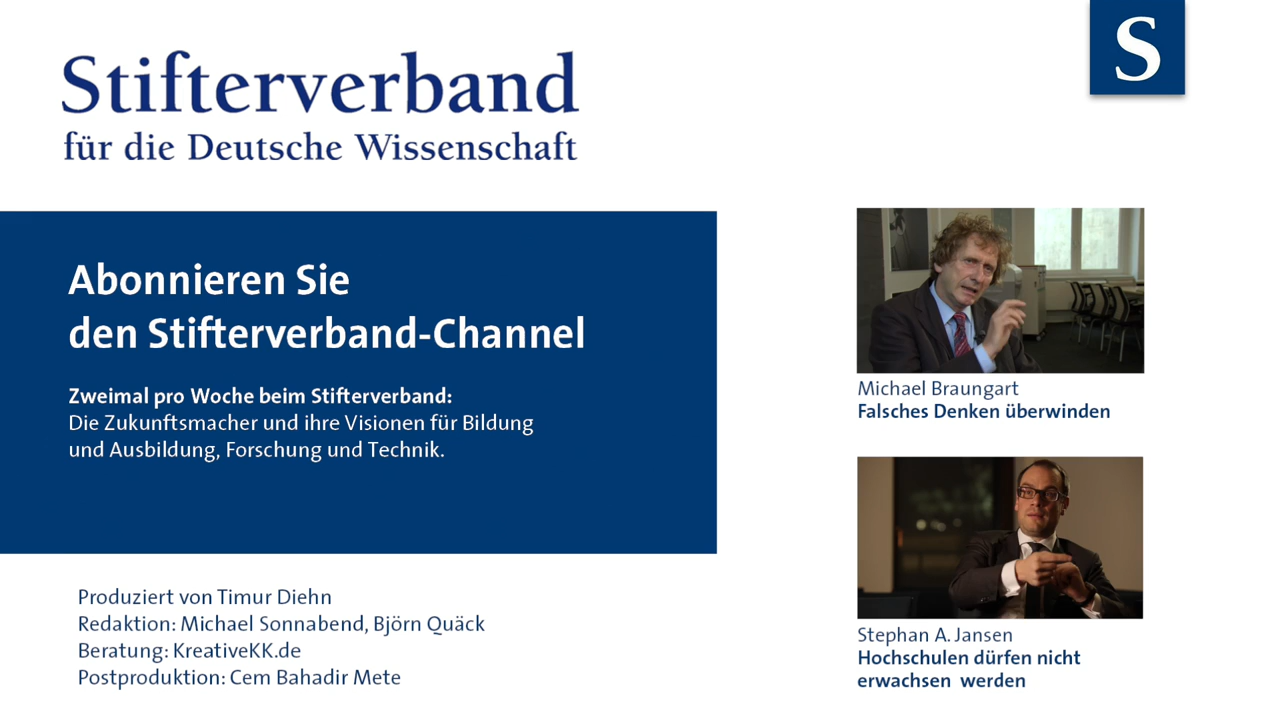 Stifterverband
für die Deutsche Wissenschaft
S
Abonnieren Sie
den Stifterverband-Channel
Zweimal pro Woche beim Stifterverband:
Die Zukunftsmacher und ihre Visionen für Bildung
und Ausbildung, Forschung und Technik.
Produziert von Timur Diehn
Redaktion: Michael Sonnabend, Björn Quäck
Beratung: KreativeKK.de
Postproduktion: Cem Bahadir Mete
Michael Braungart
Falsches Denken überwinden
Stephan A. Jansen
Hochschulen dürfen nicht
erwachsen werden